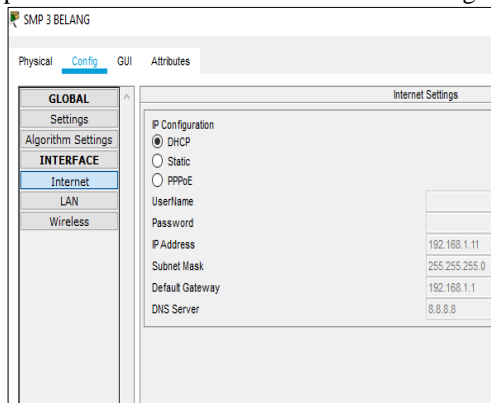 SMP 3 BELANG
Physical Config GUI Attributes
GLOBAL
Settings
Algorithm Settings
INTERFACE
Internet
LAN
Wireless
Internet Settings
IP Configuration
DHCP
Static
PPPoE
UserName
Password
IP Address 192.168.1.11
Subnet Mask 255.255.255.0
Default Gateway 192.168.1.1
DNS Server 8.8.8.8